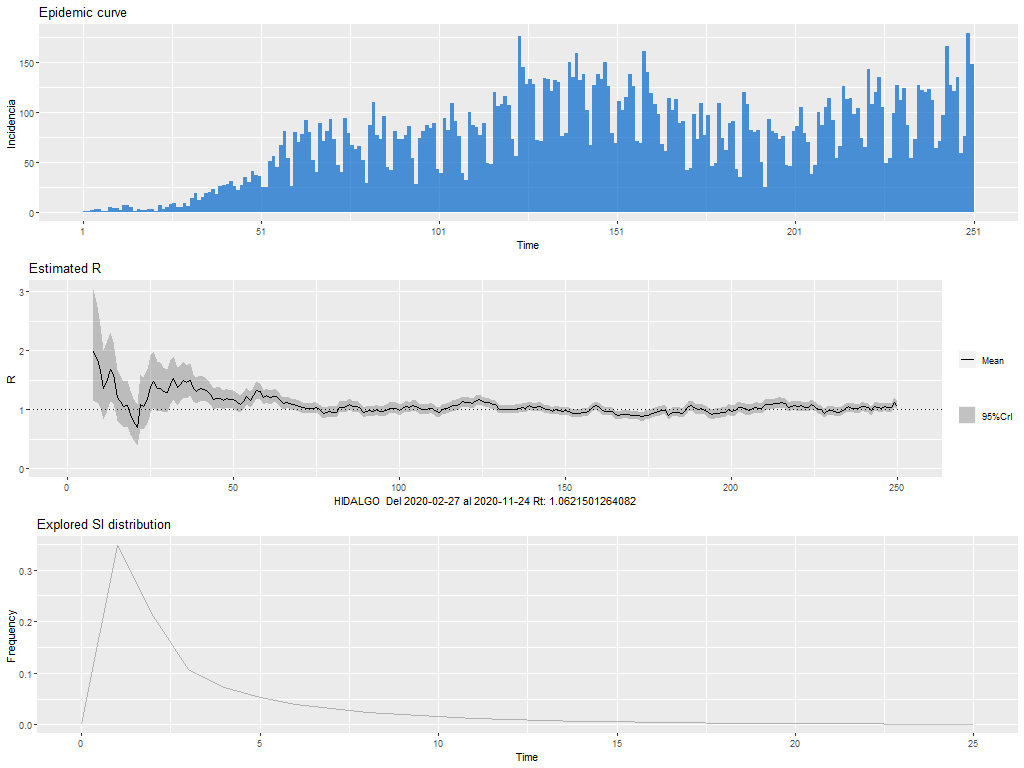 Epidemic curve
150
100
50
0
Incidencia
1 51 101 151 201 251
Time
Estimated R
3
2
1
0
R
Mean
95%CrI
0 50 100 150 200 250
HIDALGO Del 2020-02-27 al 2020-11-24 Rt: 1.0621501264082
Explored SI distribution
0.3
0.2
0.1
0.0
Frequency
0 5 10 15 20 25
Time